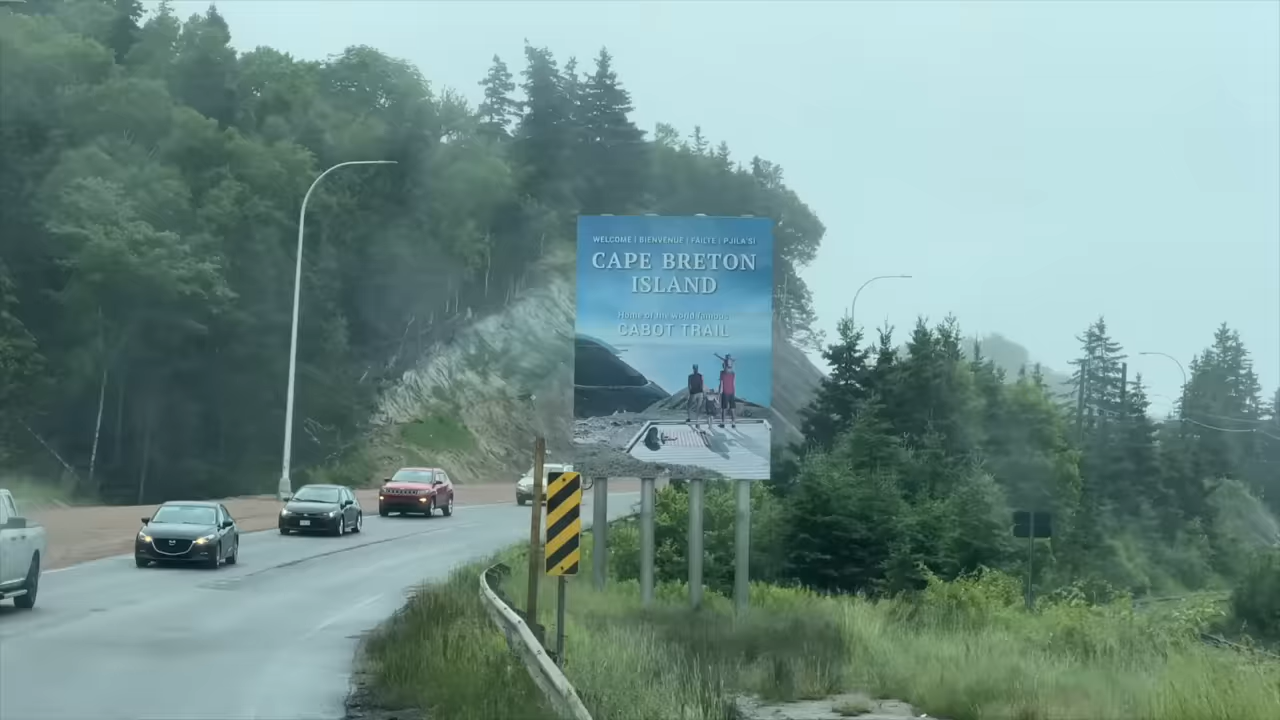 WELCOME | BIENVENUE | FÀILTE | PJILA'SI
CAPE BRETON
ISLAND
Home of the world famous
CABOT TRAIL